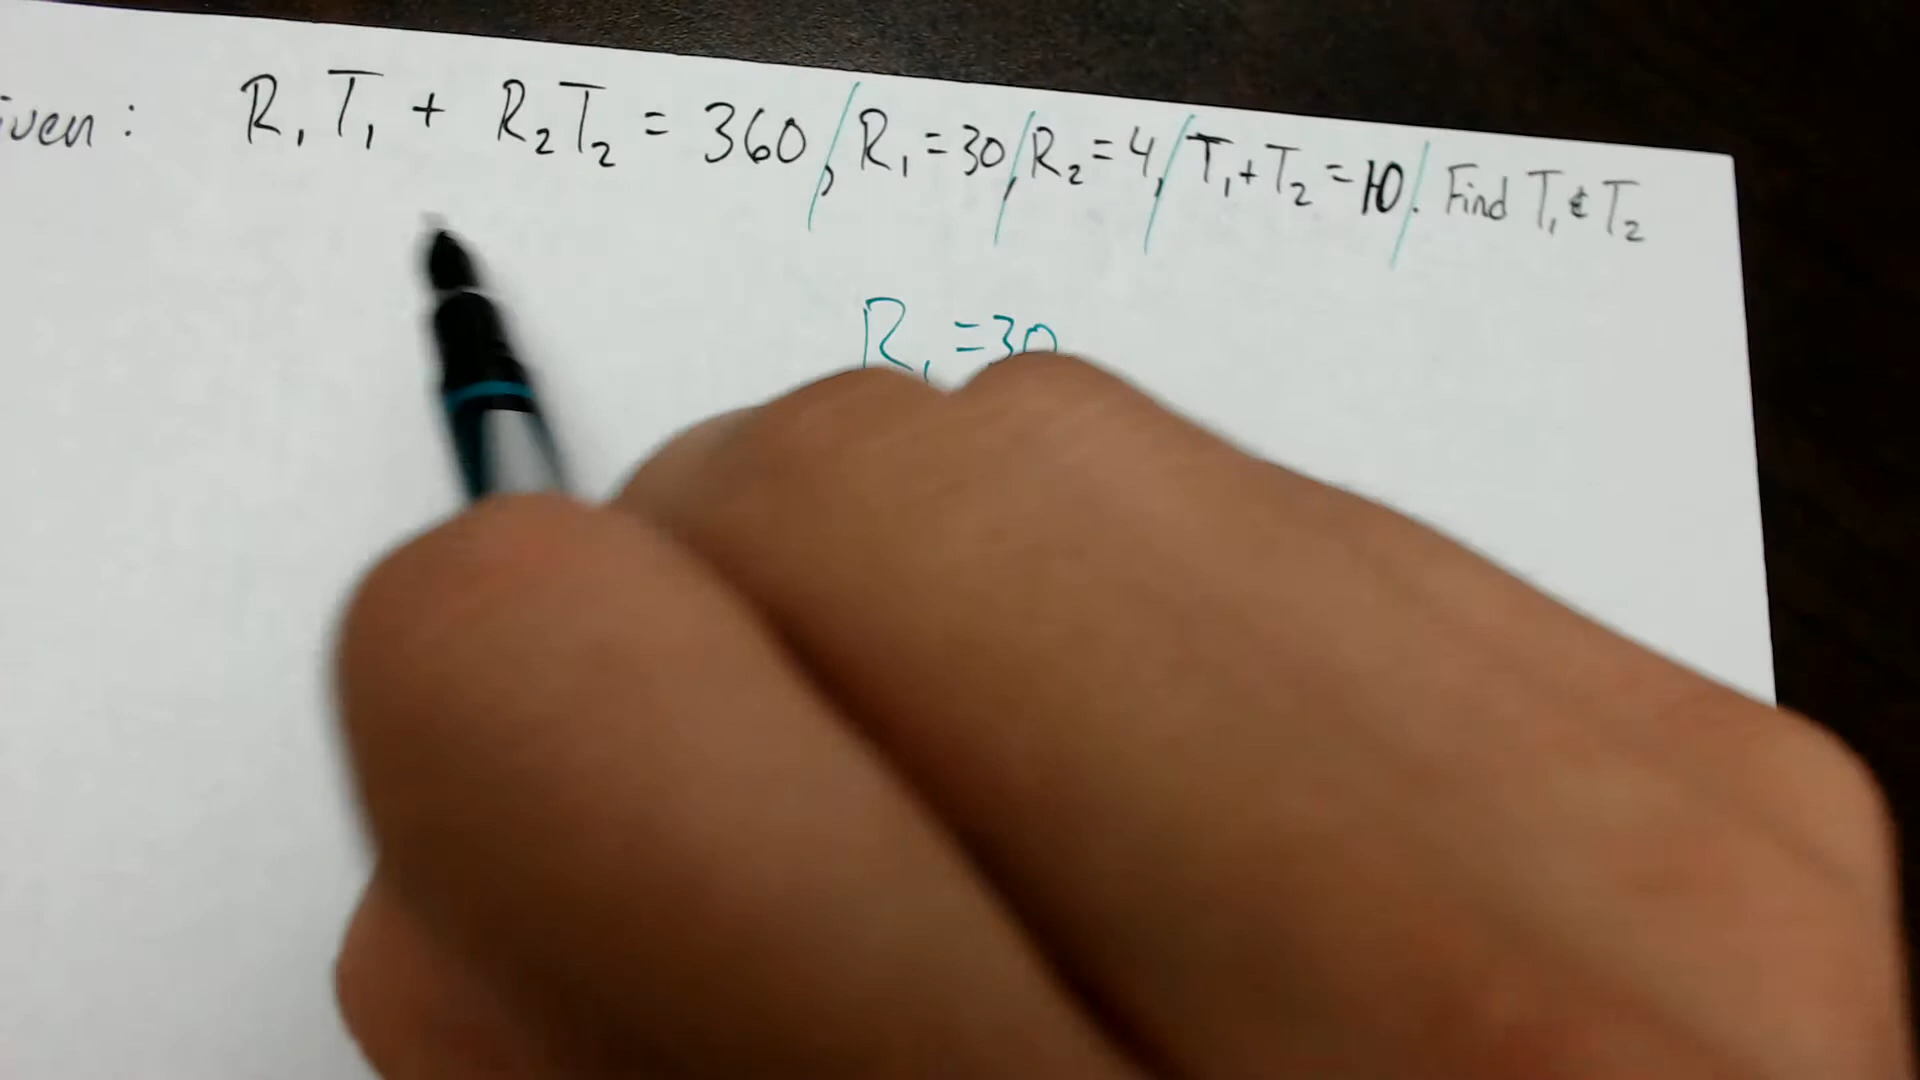 iven: R₁T₁ + R₂T₂ = 360, / R₁ = 30, / R₂ = 4, / T₁ + T₂ = 10. / Find T₁ & T₂
R₁ = 30